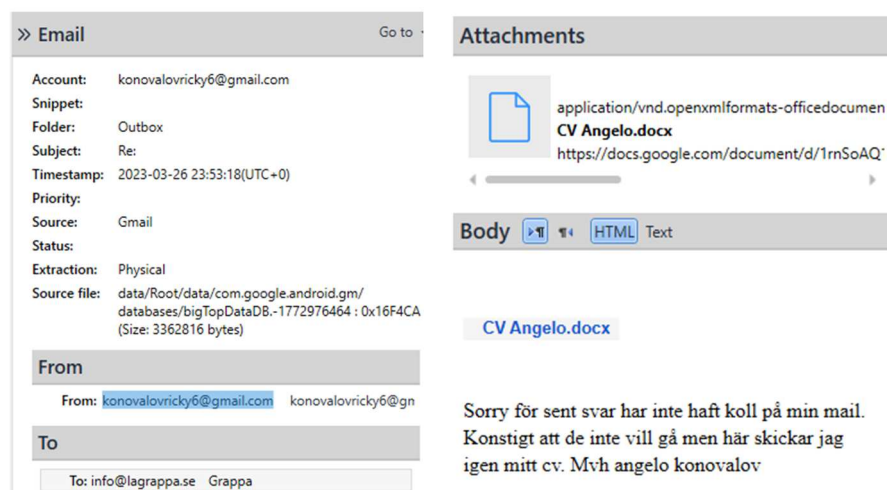 Email
Go to
Account: konovalovricky6@gmail.com
Snippet:
Folder: Outbox
Subject: Re:
Timestamp: 2023-03-26 23:53:18(UTC+0)
Priority:
Source: Gmail
Status:
Extraction: Physical
Source file: data/Root/data/com.google.android.gm/
databases/bigTopDataDB.-1772976464 : 0x16F4CA
(Size: 3362816 bytes)
From
From: konovalovricky6@gmail.com konovalovricky6@gm
To
To: info@lagrappa.se Grappa
Attachments
application/vnd.openxmlformats-officedocumen
CV Angelo.docx
https://docs.google.com/document/d/1rnSoAQ
Body HTML Text
CV Angelo.docx
Sorry för sent svar har inte haft koll på min mail.
Konstigt att de inte vill gå men här skickar jag
igen mitt cv. Mvh angelo konovalov